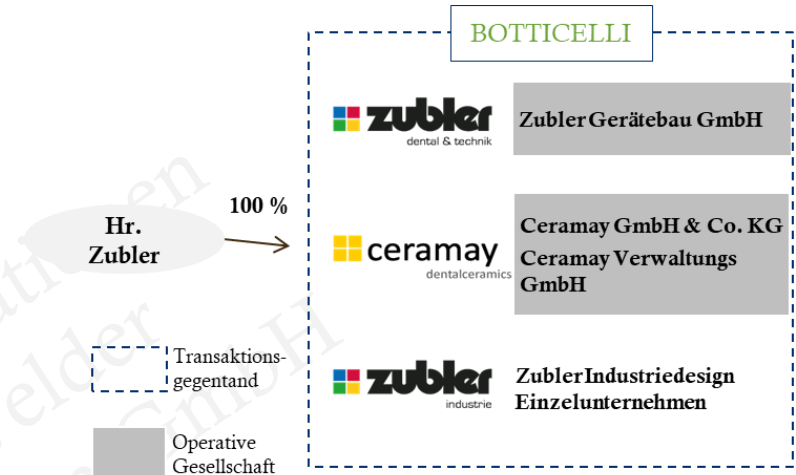 BOTTICELLI
zubler
dental & technik
Zubler Gerätebau GmbH
100 %
Hr.
Zubler
ceramay
dentalceramics
Ceramay GmbH & Co. KG
Ceramay Verwaltungs
GmbH
Transaktions-
gegentand
zubler
industrie
Zubler Industriedesign
Einzelunternehmen
Operative
Gesellschaft